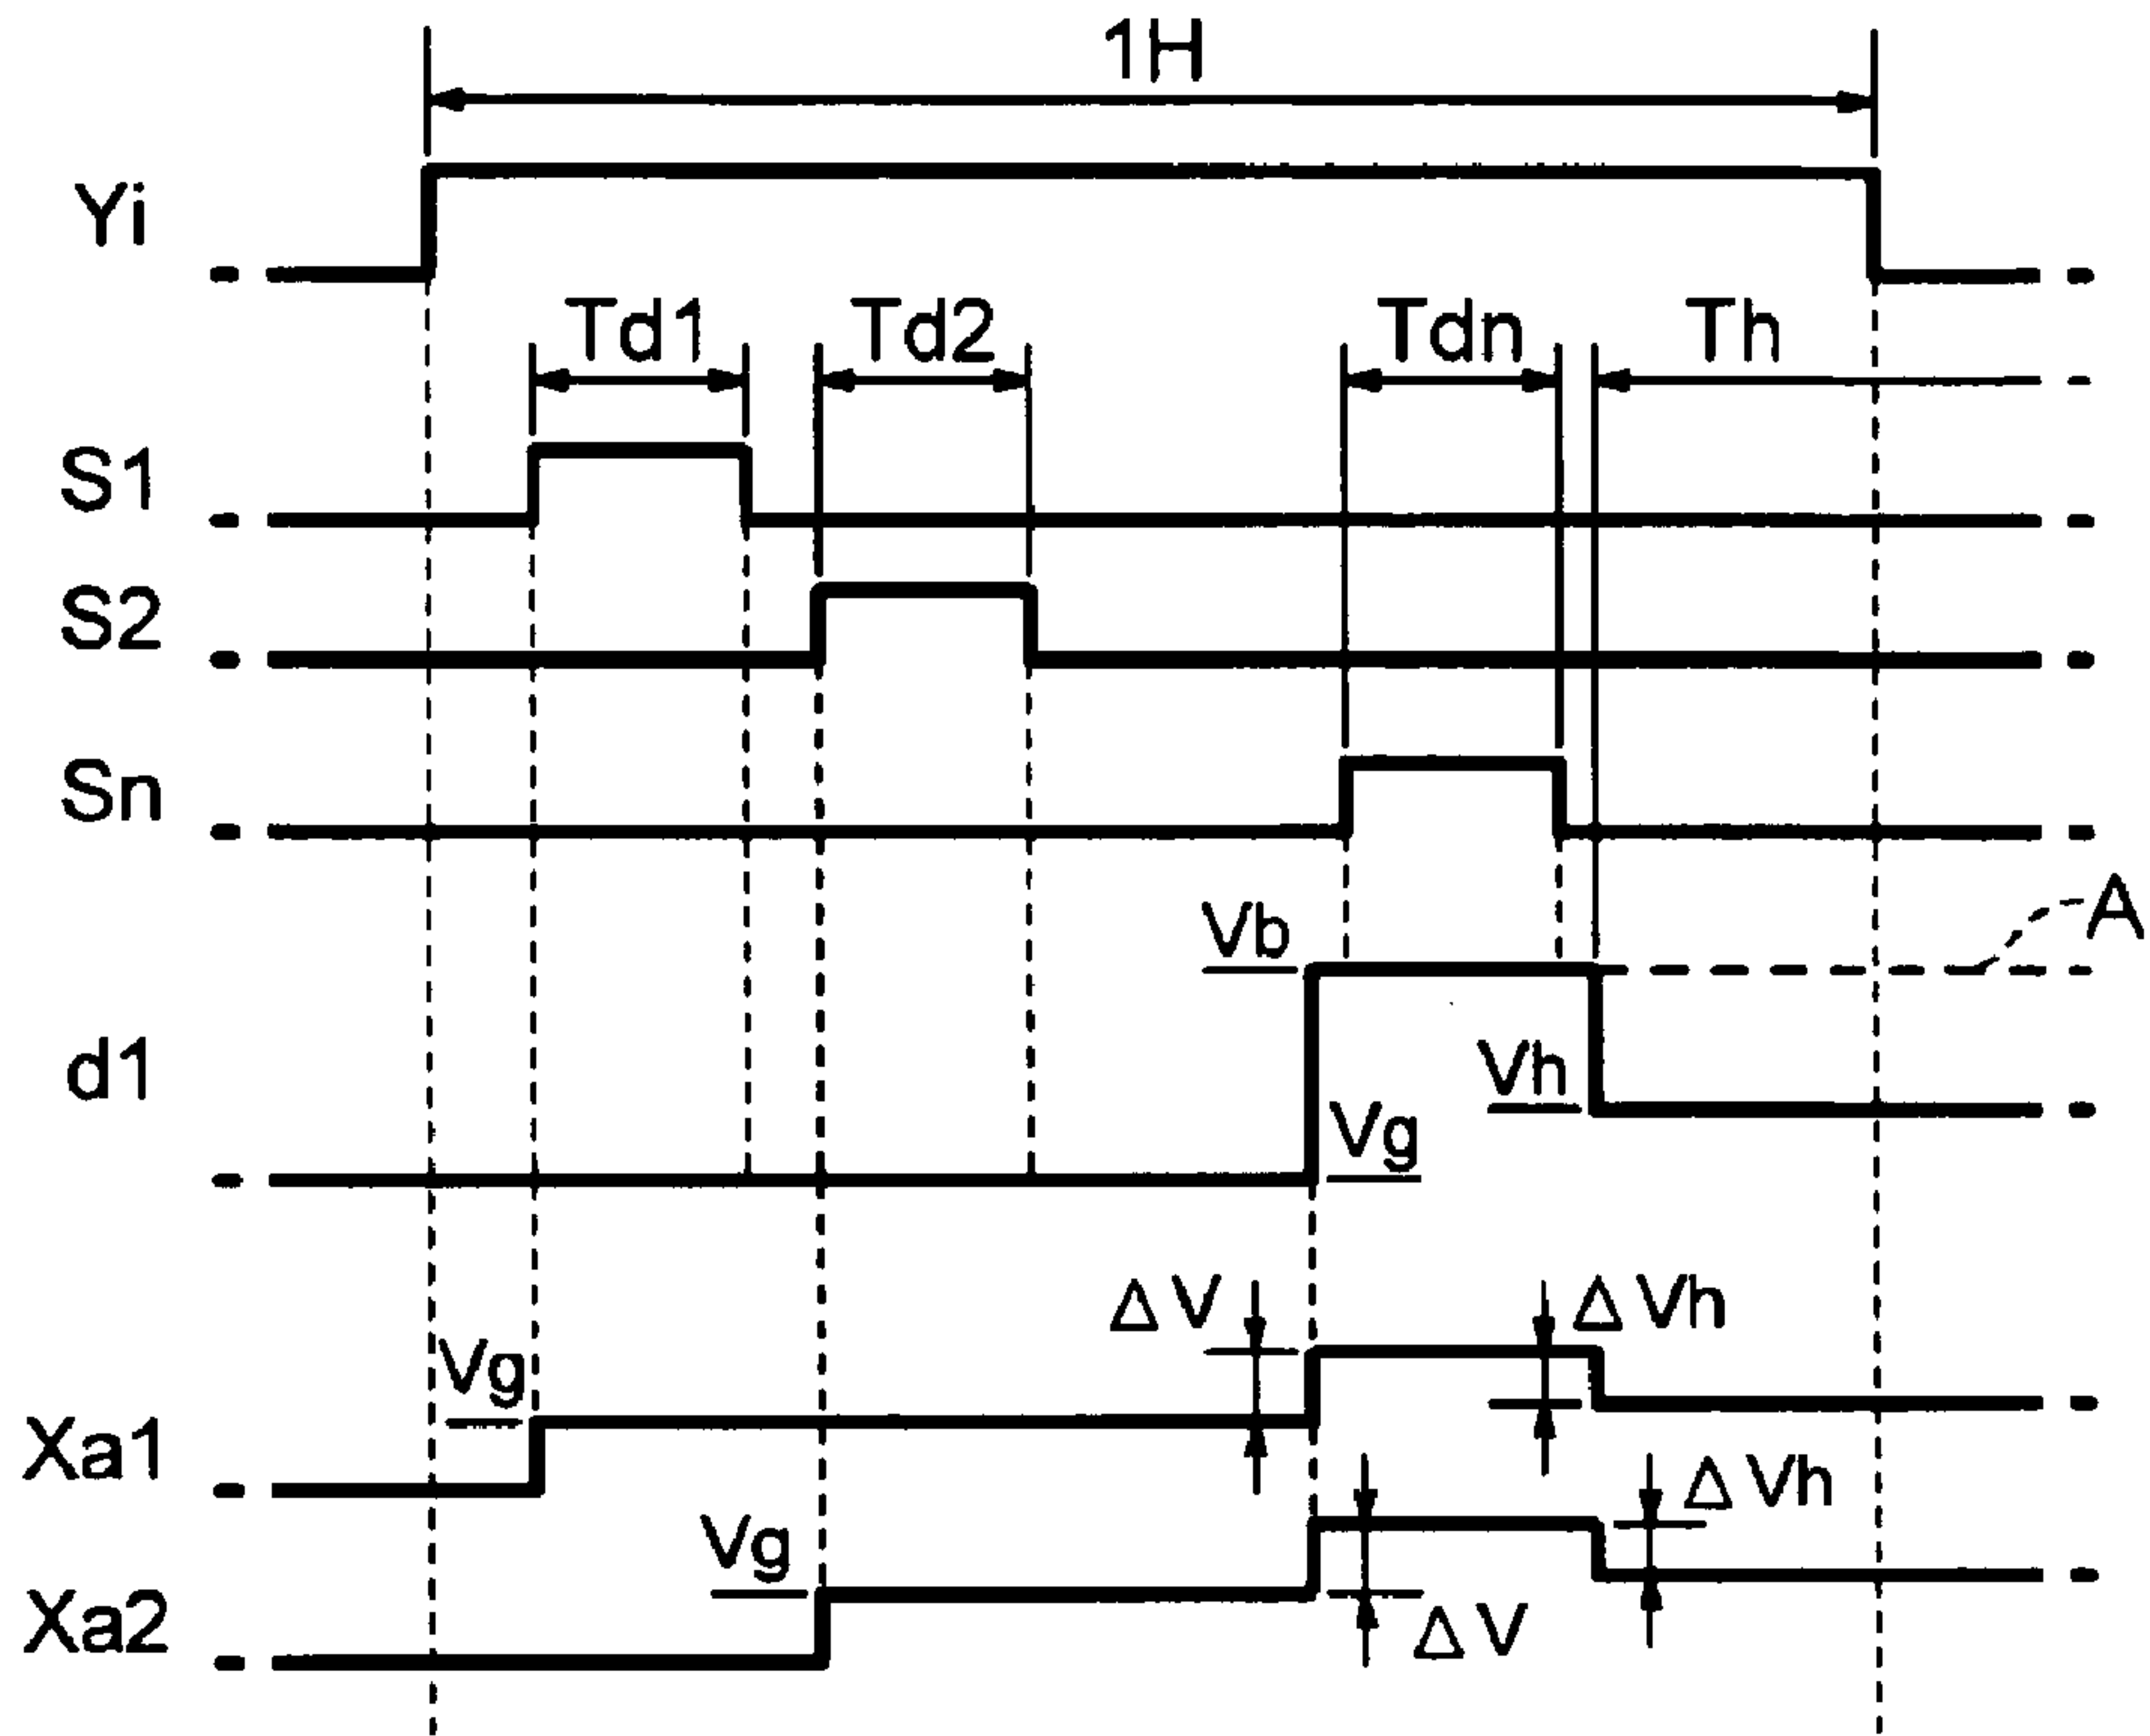 1H
Yi
Td1 Td2 Tdn Th
S1
S2
Sn
A
Vb
d1
Vh
Vg
ΔV ΔVh
Vg
Xa1
ΔVh
Vg
Xa2
ΔV